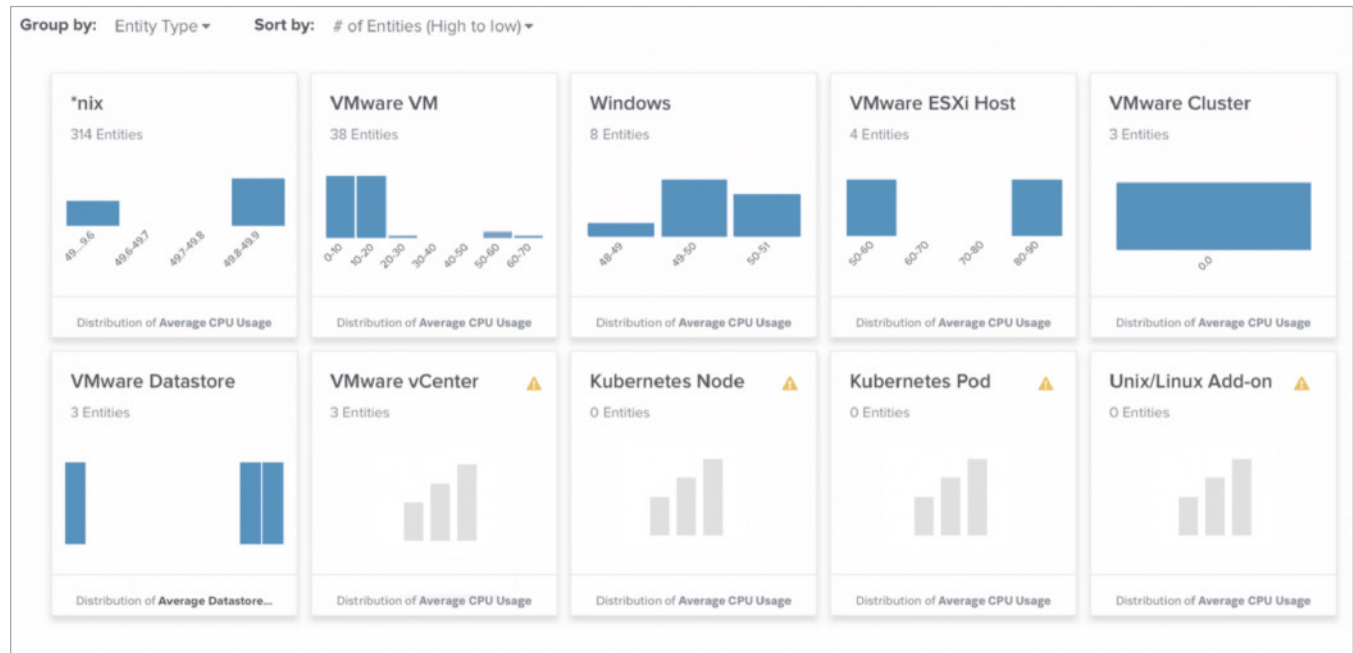 Group by: Entity Type Sort by: # of Entities (High to low)
*nix
314 Entities
49...9.6 49.6-49.7 49.7-49.8 49.8-49.9
Distribution of Average CPU Usage
VMware VM
38 Entities
0-10 10-20 20-30 30-40 40-50 50-60 60-70
Distribution of Average CPU Usage
Windows
8 Entities
48-49 49-50 50-51
Distribution of Average CPU Usage
VMware ESXi Host
4 Entities
50-60 60-70 70-80 80-90
Distribution of Average CPU Usage
VMware Cluster
3 Entities
0.0
Distribution of Average CPU Usage
VMware Datastore
3 Entities
Distribution of Average Datastore...
VMware vCenter
3 Entities
Distribution of Average CPU Usage
Kubernetes Node
0 Entities
Distribution of Average CPU Usage
Kubernetes Pod
0 Entities
Distribution of Average CPU Usage
Unix/Linux Add-on
0 Entities
Distribution of Average CPU Usage